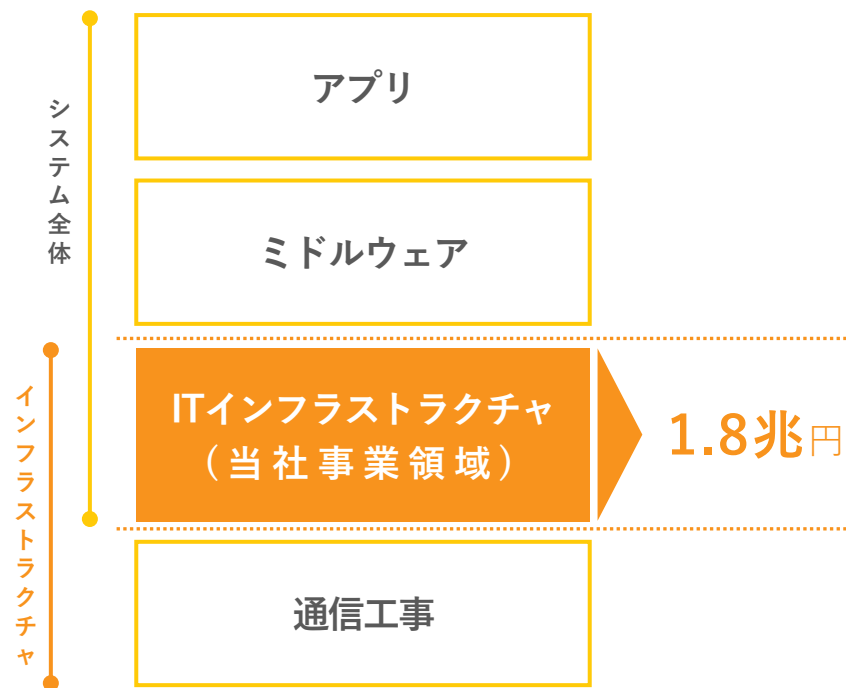 システム全体
アプリ
ミドルウェア
インフラストラクチャ
ITインフラストラクチャ
（当社事業領域）
1.8兆円
通信工事